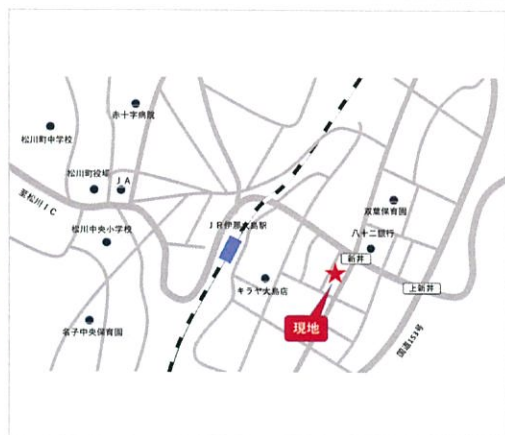 赤十字病院
松川町中学校
松川町役場
JA
至松川IC
双葉保育園
JR伊那大島駅
松川中央小学校
八十二銀行
新井
キラヤ大島店
上新井
現地
名子中央保育園
国道153号